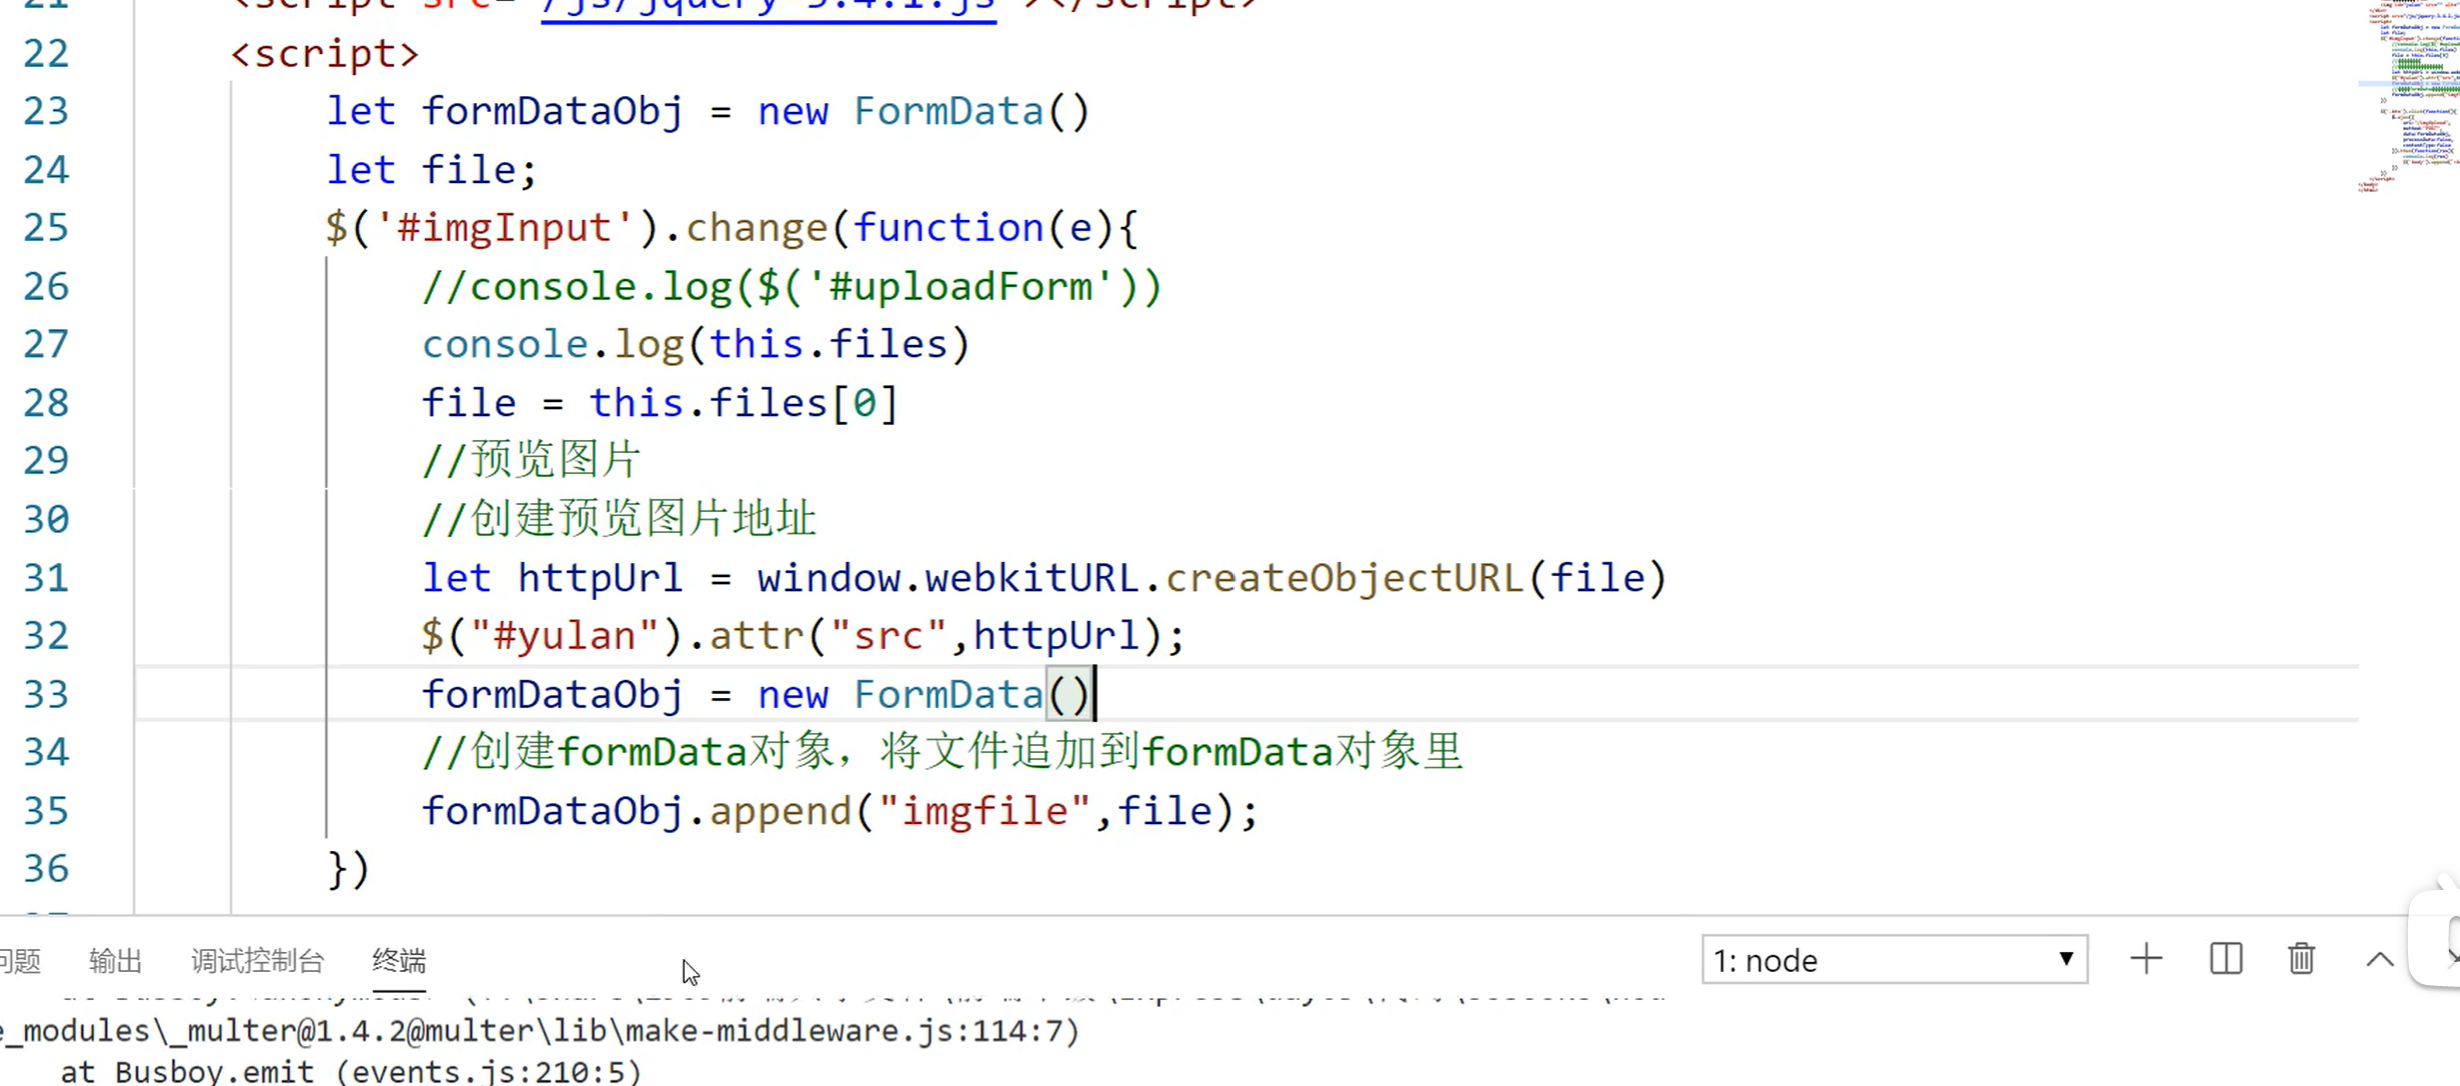 21 <script src="/js/jquery-3.4.1.js"></script>
22 <script>
23 let formDataObj = new FormData()
24 let file;
25 $('#imgInput').change(function(e){
26 //console.log($('#uploadForm'))
27 console.log(this.files)
28 file = this.files[0]
29 //预览图片
30 //创建预览图片地址
31 let httpUrl = window.webkitURL.createObjectURL(file)
32 $("#yulan").attr("src",httpUrl);
33 formDataObj = new FormData()
34 //创建formData对象，将文件追加到formData对象里
35 formDataObj.append("imgfile",file);
36 })
问题 输出 调试控制台 终端 1: node
at Busboy.<anonymous>
e_modules\_multer@1.4.2@multer\lib\make-middleware.js:114:7)
at Busboy.emit (events.js:210:5)